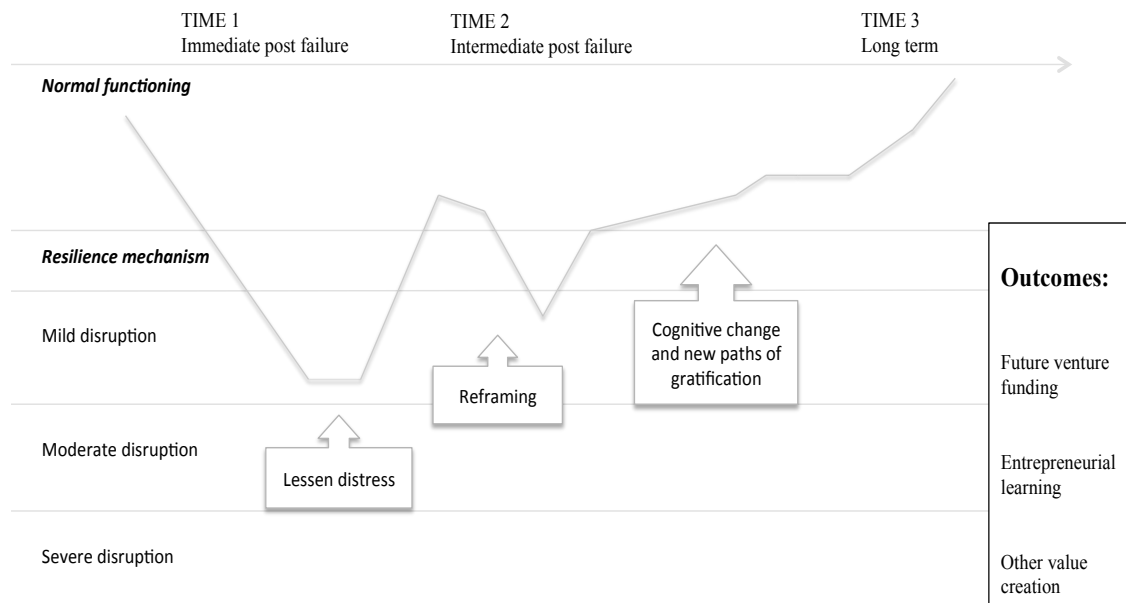 TIME 1
Immediate post failure
TIME 2
Intermediate post failure
TIME 3
Long term
Normal functioning
Resilience mechanism
Mild disruption
Moderate disruption
Severe disruption
Lessen distress
Reframing
Cognitive change
and new paths of
gratification
Outcomes:
Future venture
funding
Entrepreneurial
learning
Other value
creation